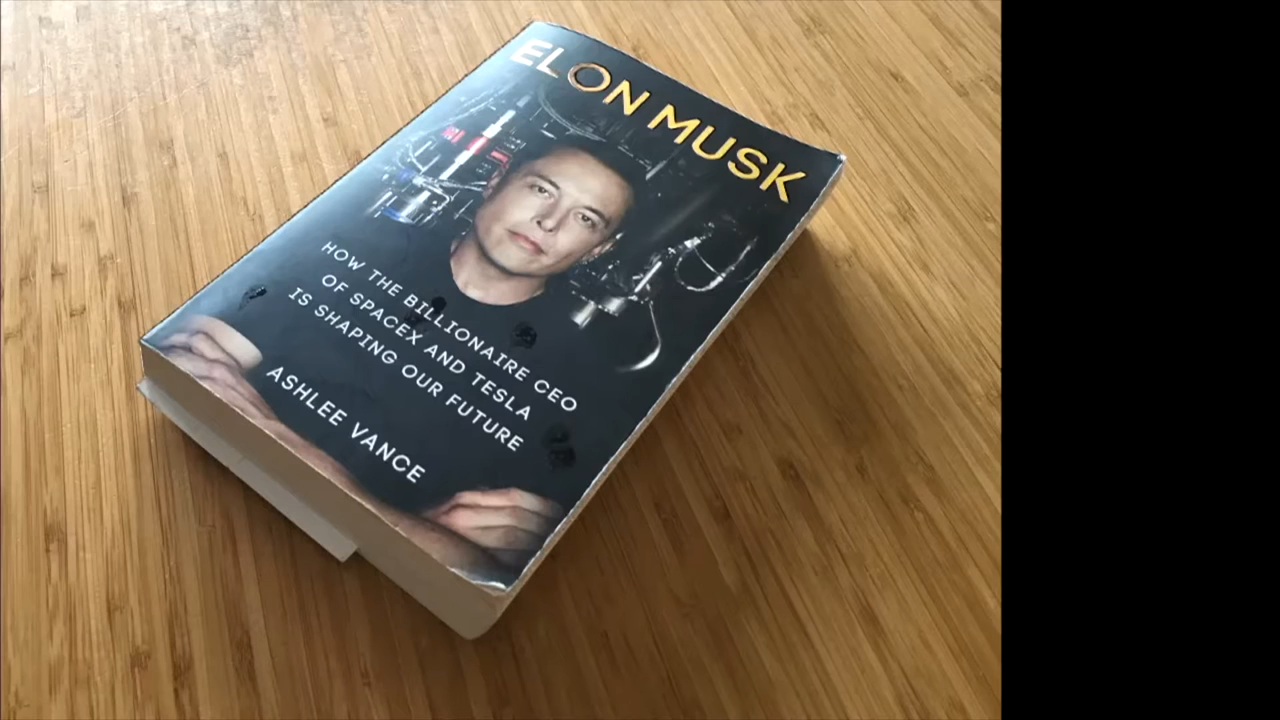 ELON MUSK
HOW THE BILLIONAIRE CEO
OF SPACEX AND TESLA
IS SHAPING OUR FUTURE
ASHLEE VANCE